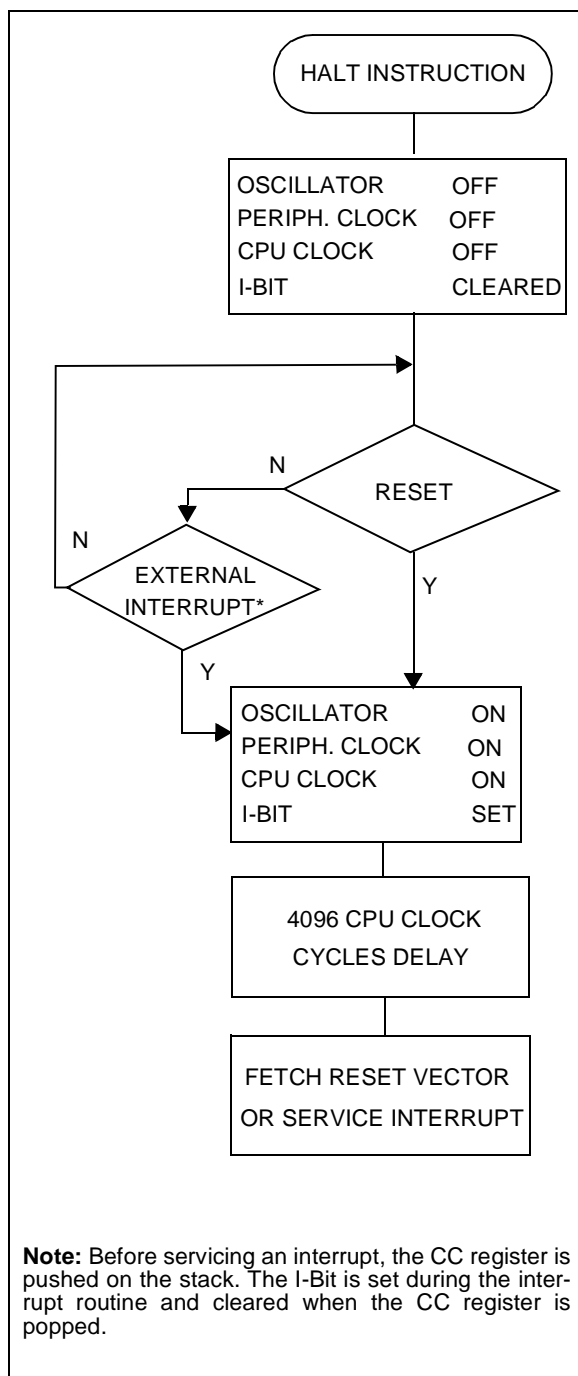 HALT INSTRUCTION
OSCILLATOR OFF
PERIPH. CLOCK OFF
CPU CLOCK OFF
I-BIT CLEARED
N
RESET
N
EXTERNAL
INTERRUPT*
Y
Y
OSCILLATOR ON
PERIPH. CLOCK ON
CPU CLOCK ON
I-BIT SET
4096 CPU CLOCK
CYCLES DELAY
FETCH RESET VECTOR
OR SERVICE INTERRUPT
Note: Before servicing an interrupt, the CC register is
pushed on the stack. The I-Bit is set during the inter-
rupt routine and cleared when the CC register is
popped.